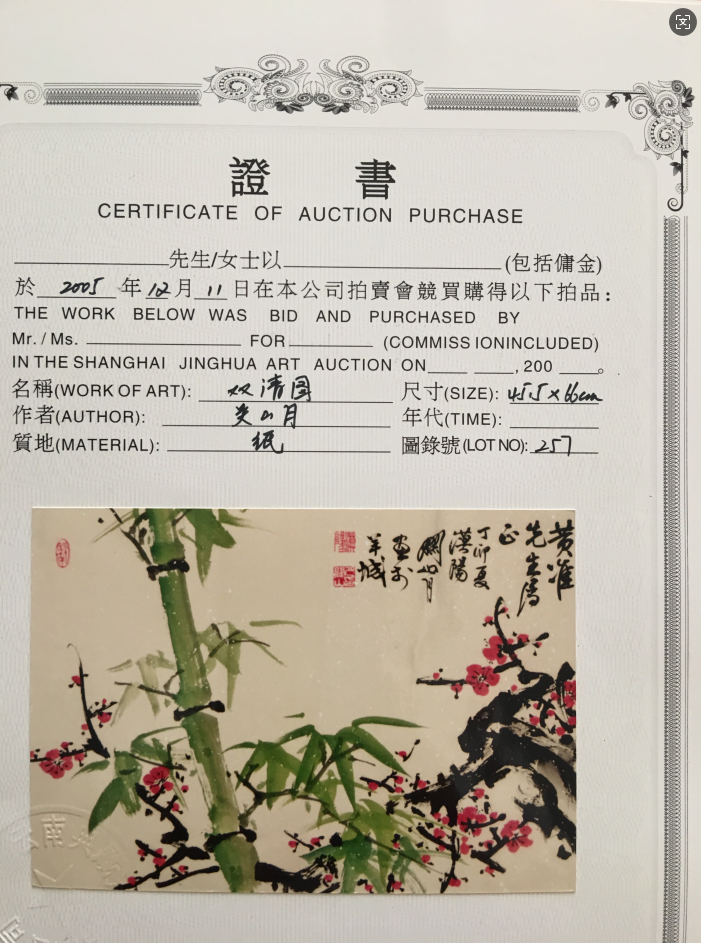 證 書
CERTIFICATE OF AUCTION PURCHASE
先生/女士以 (包括傭金)
於 2005 年 12 月 11 日在本公司拍賣會競買購得以下拍品:
THE WORK BELOW WAS BID AND PURCHASED BY
Mr. / Ms. FOR (COMMISS IONINCLUDED)
IN THE SHANGHAI JINGHUA ART AUCTION ON , 200 。
名稱(WORK OF ART): 双清图 尺寸(SIZE): 45.5×66cm
作者(AUTHOR): 关山月 年代(TIME):
質地(MATERIAL): 纸 圖錄號(LOT NO): 257
黄准
先生属
正
丁卯夏
漠陽
關山月
畫於
羊城